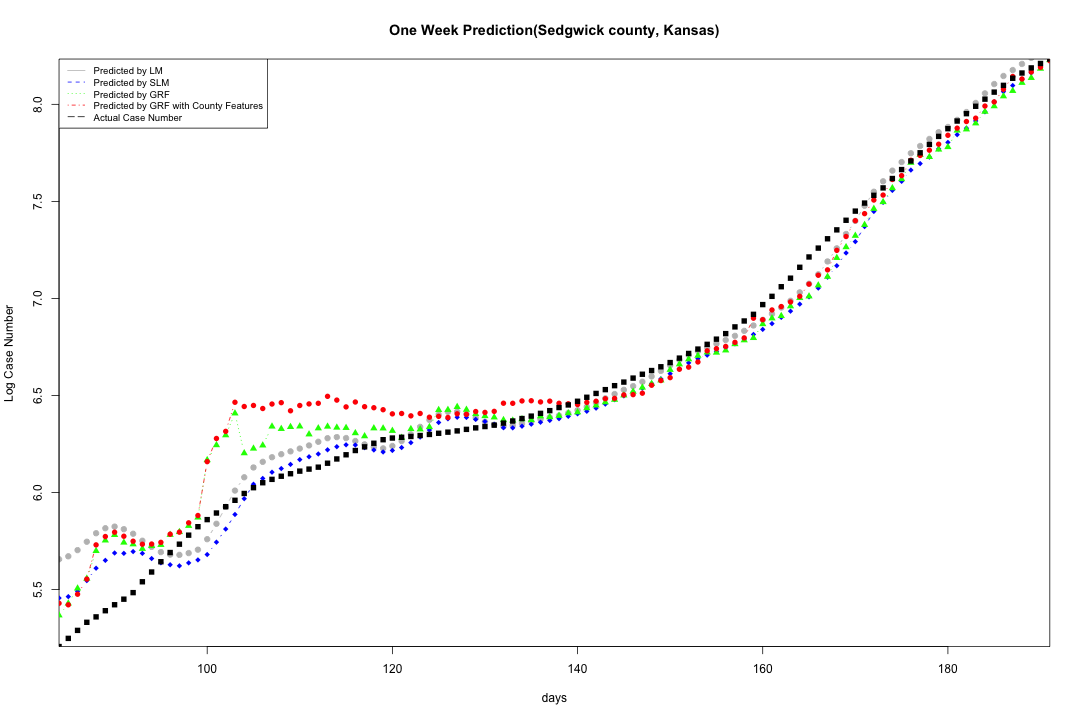 One Week Prediction(Sedgwick county, Kansas)
Predicted by LM
Predicted by SLM
Predicted by GRF
Predicted by GRF with County Features
Actual Case Number
Log Case Number
8.0
7.5
7.0
6.5
6.0
5.5
100 120 140 160 180
days